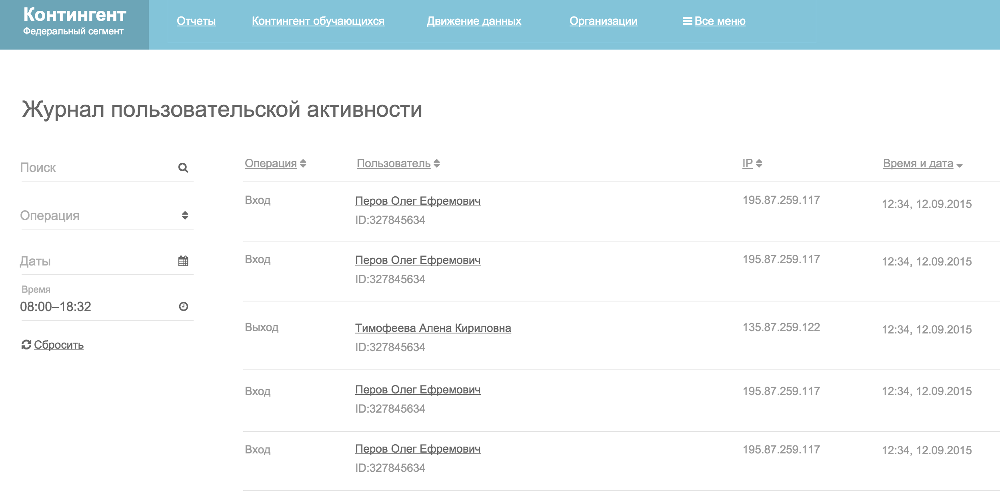 Контингент
Федеральный сегмент
Отчеты
Контингент обучающихся
Движение данных
Организации
Все меню
Журнал пользовательской активности
Поиск
Операция
Даты
Время
08:00–18:32
Сбросить
Операция Пользователь IP Время и дата
Вход Перов Олег Ефремович 195.87.259.117 12:34, 12.09.2015
ID:327845634
Вход Перов Олег Ефремович 195.87.259.117 12:34, 12.09.2015
ID:327845634
Выход Тимофеева Алена Кириловна 135.87.259.122 12:34, 12.09.2015
ID:327845634
Вход Перов Олег Ефремович 195.87.259.117 12:34, 12.09.2015
ID:327845634
Вход Перов Олег Ефремович 195.87.259.117 12:34, 12.09.2015
ID:327845634